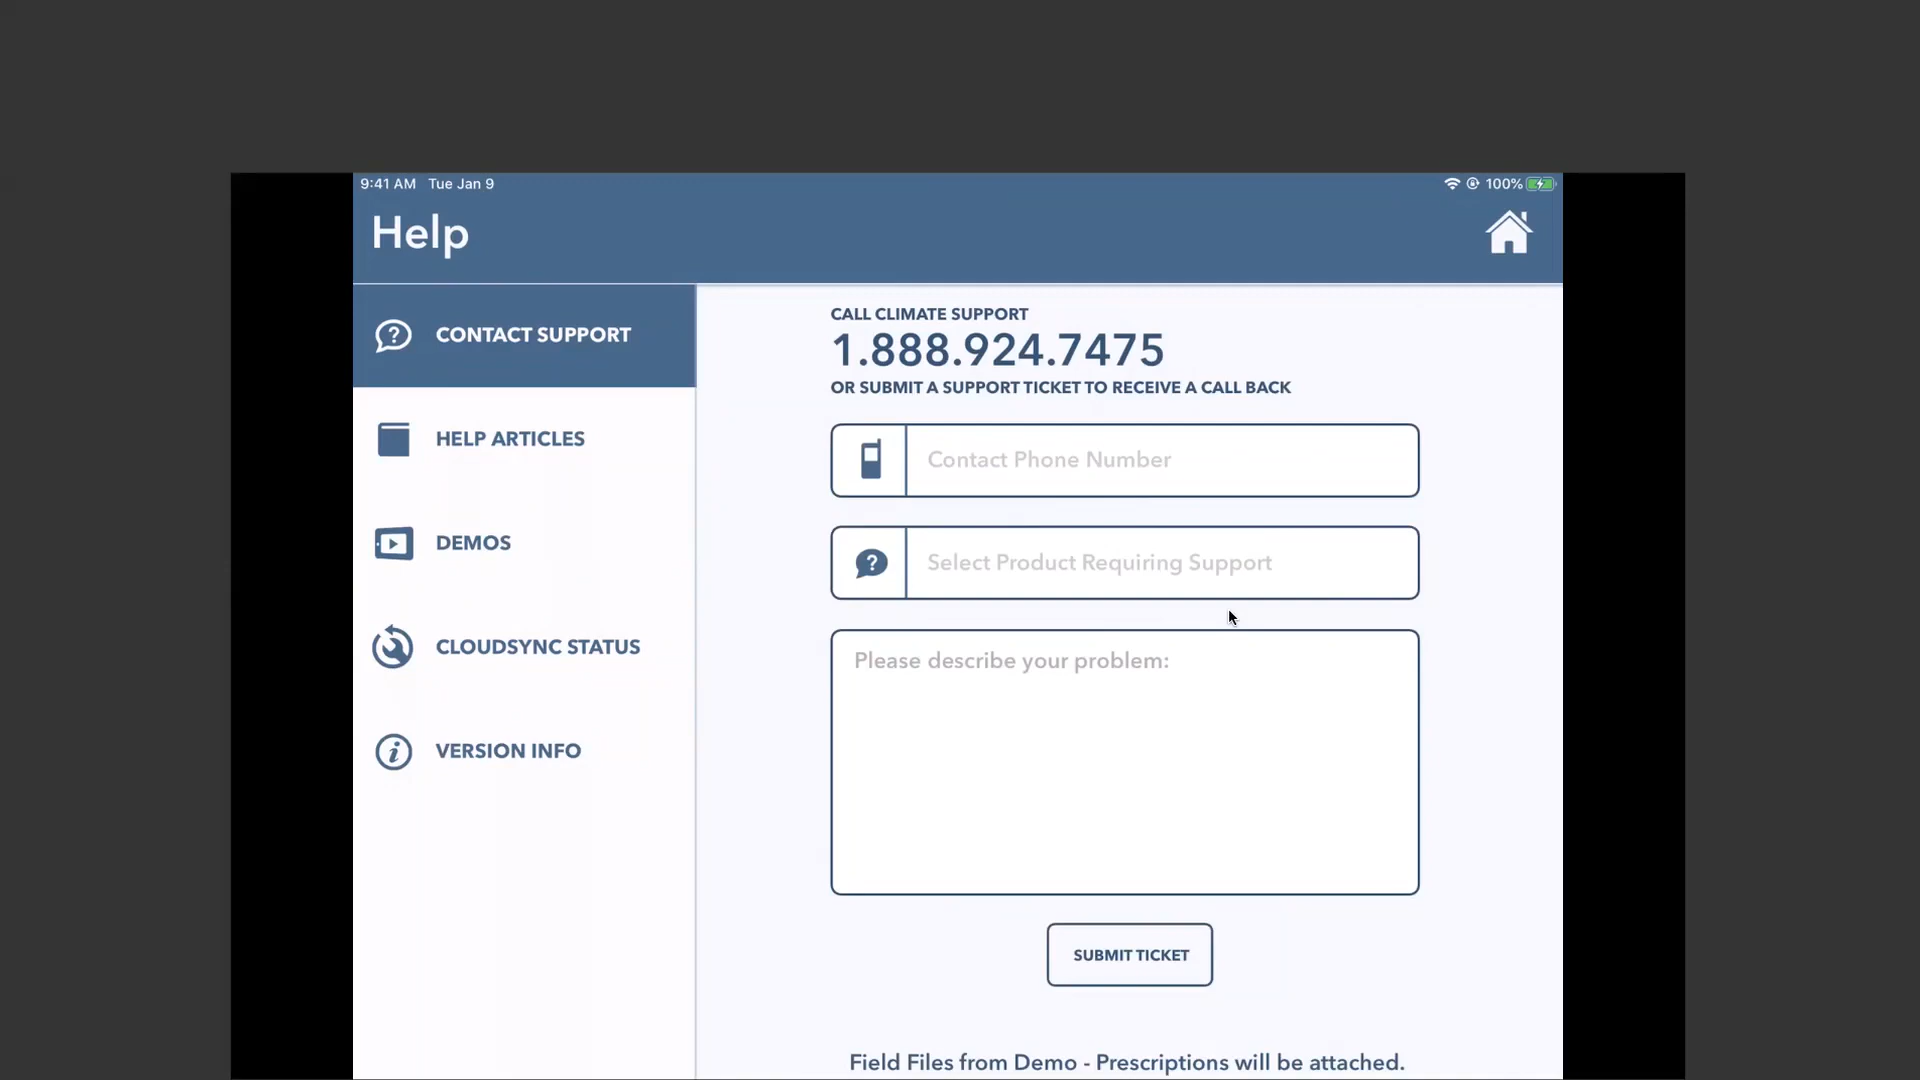 9:41 AM Tue Jan 9
100%
Help
CONTACT SUPPORT
HELP ARTICLES
DEMOS
CLOUDSYNC STATUS
VERSION INFO
CALL CLIMATE SUPPORT
1.888.924.7475
OR SUBMIT A SUPPORT TICKET TO RECEIVE A CALL BACK
Contact Phone Number
Select Product Requiring Support
Please describe your problem:
SUBMIT TICKET
Field Files from Demo - Prescriptions will be attached.